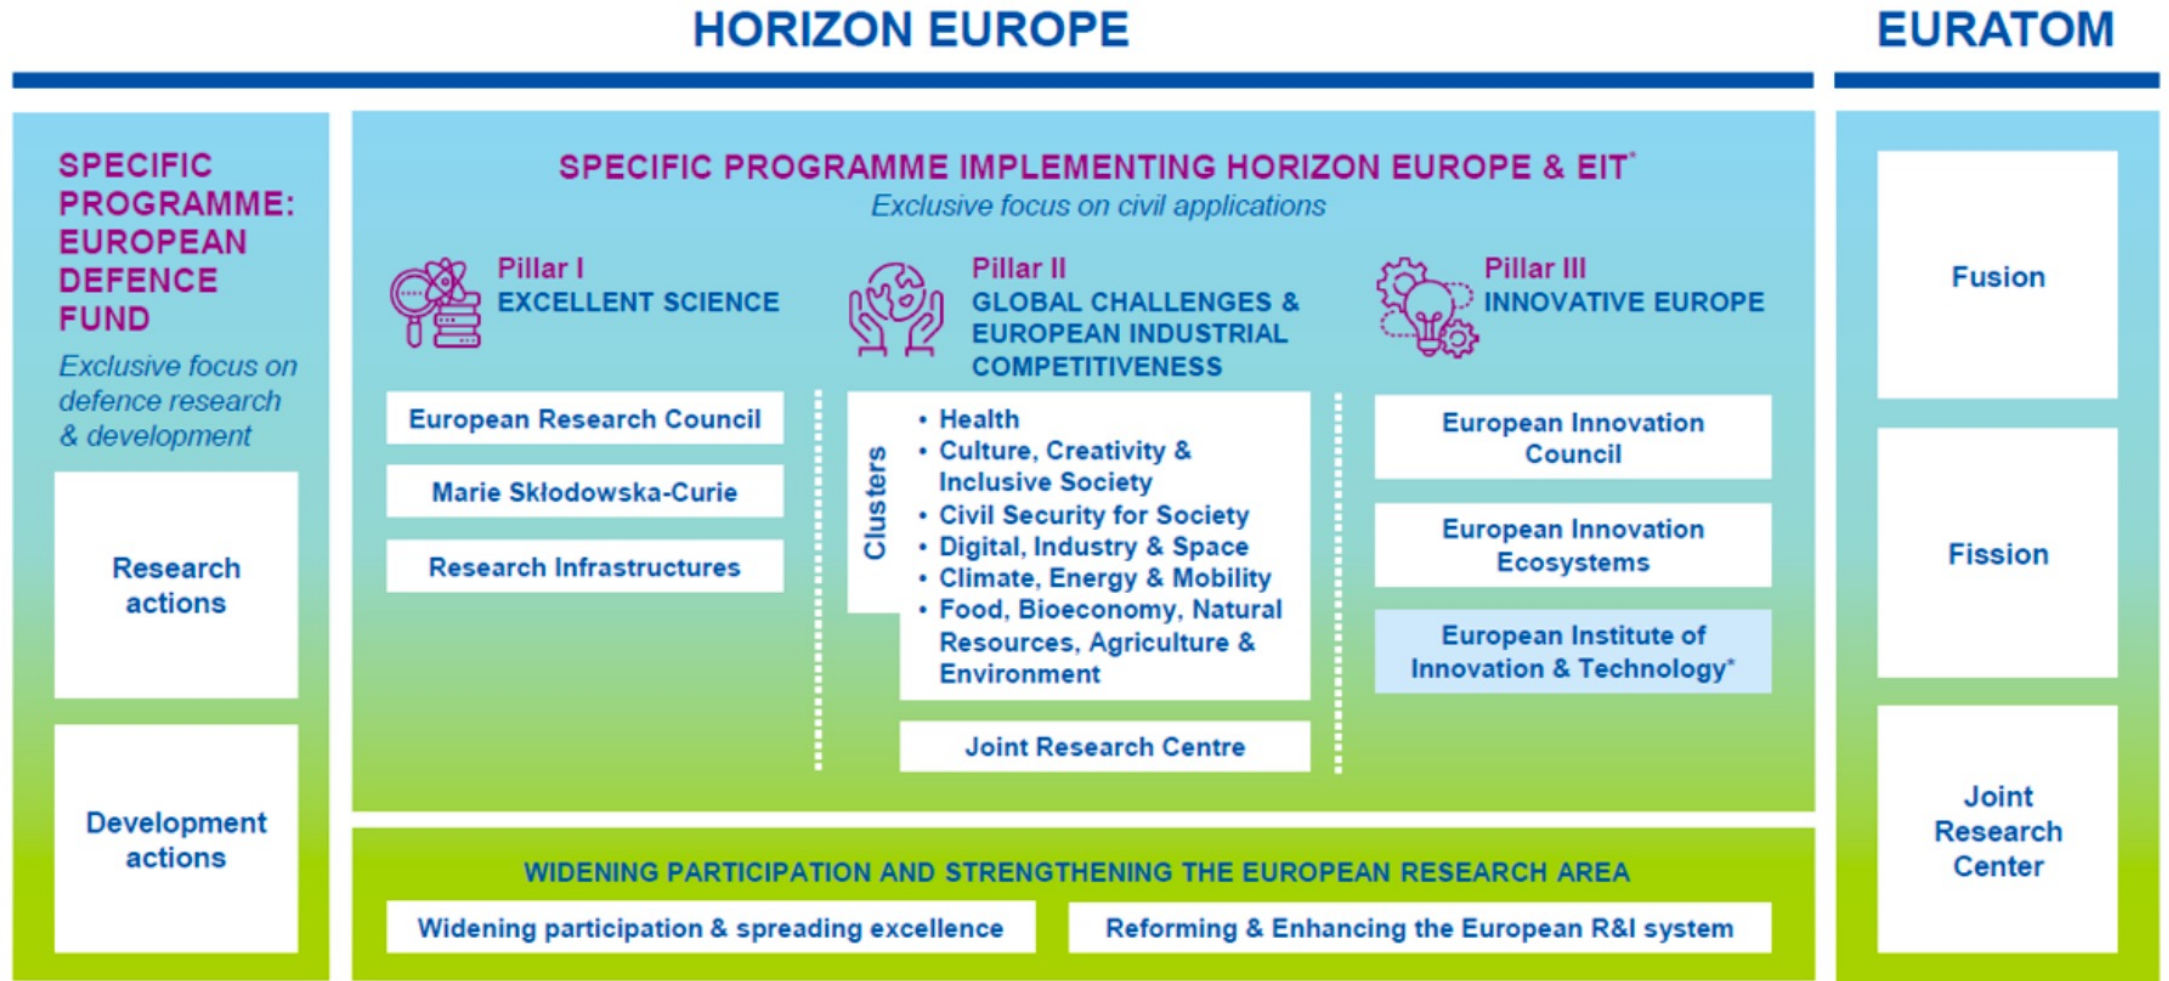 HORIZON EUROPE
EURATOM
SPECIFIC
PROGRAMME:
EUROPEAN
DEFENCE
FUND
Exclusive focus on
defence research
& development
Research
actions
Development
actions
SPECIFIC PROGRAMME IMPLEMENTING HORIZON EUROPE & EIT*
Exclusive focus on civil applications
Pillar I
EXCELLENT SCIENCE
European Research Council
Marie Skłodowska-Curie
Research Infrastructures
Pillar II
GLOBAL CHALLENGES &
EUROPEAN INDUSTRIAL
COMPETITIVENESS
Clusters
• Health
• Culture, Creativity &
Inclusive Society
• Civil Security for Society
• Digital, Industry & Space
• Climate, Energy & Mobility
• Food, Bioeconomy, Natural
Resources, Agriculture &
Environment
Joint Research Centre
Pillar III
INNOVATIVE EUROPE
European Innovation
Council
European Innovation
Ecosystems
European Institute of
Innovation & Technology*
WIDENING PARTICIPATION AND STRENGTHENING THE EUROPEAN RESEARCH AREA
Widening participation & spreading excellence
Reforming & Enhancing the European R&I system
Fusion
Fission
Joint
Research
Center